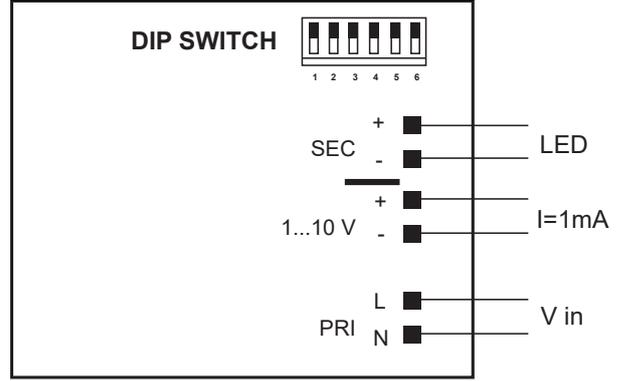 DIP SWITCH
1 2 3 4 5 6
+
SEC
-
LED
+
1...10 V
-
I=1mA
L
PRI
N
V in